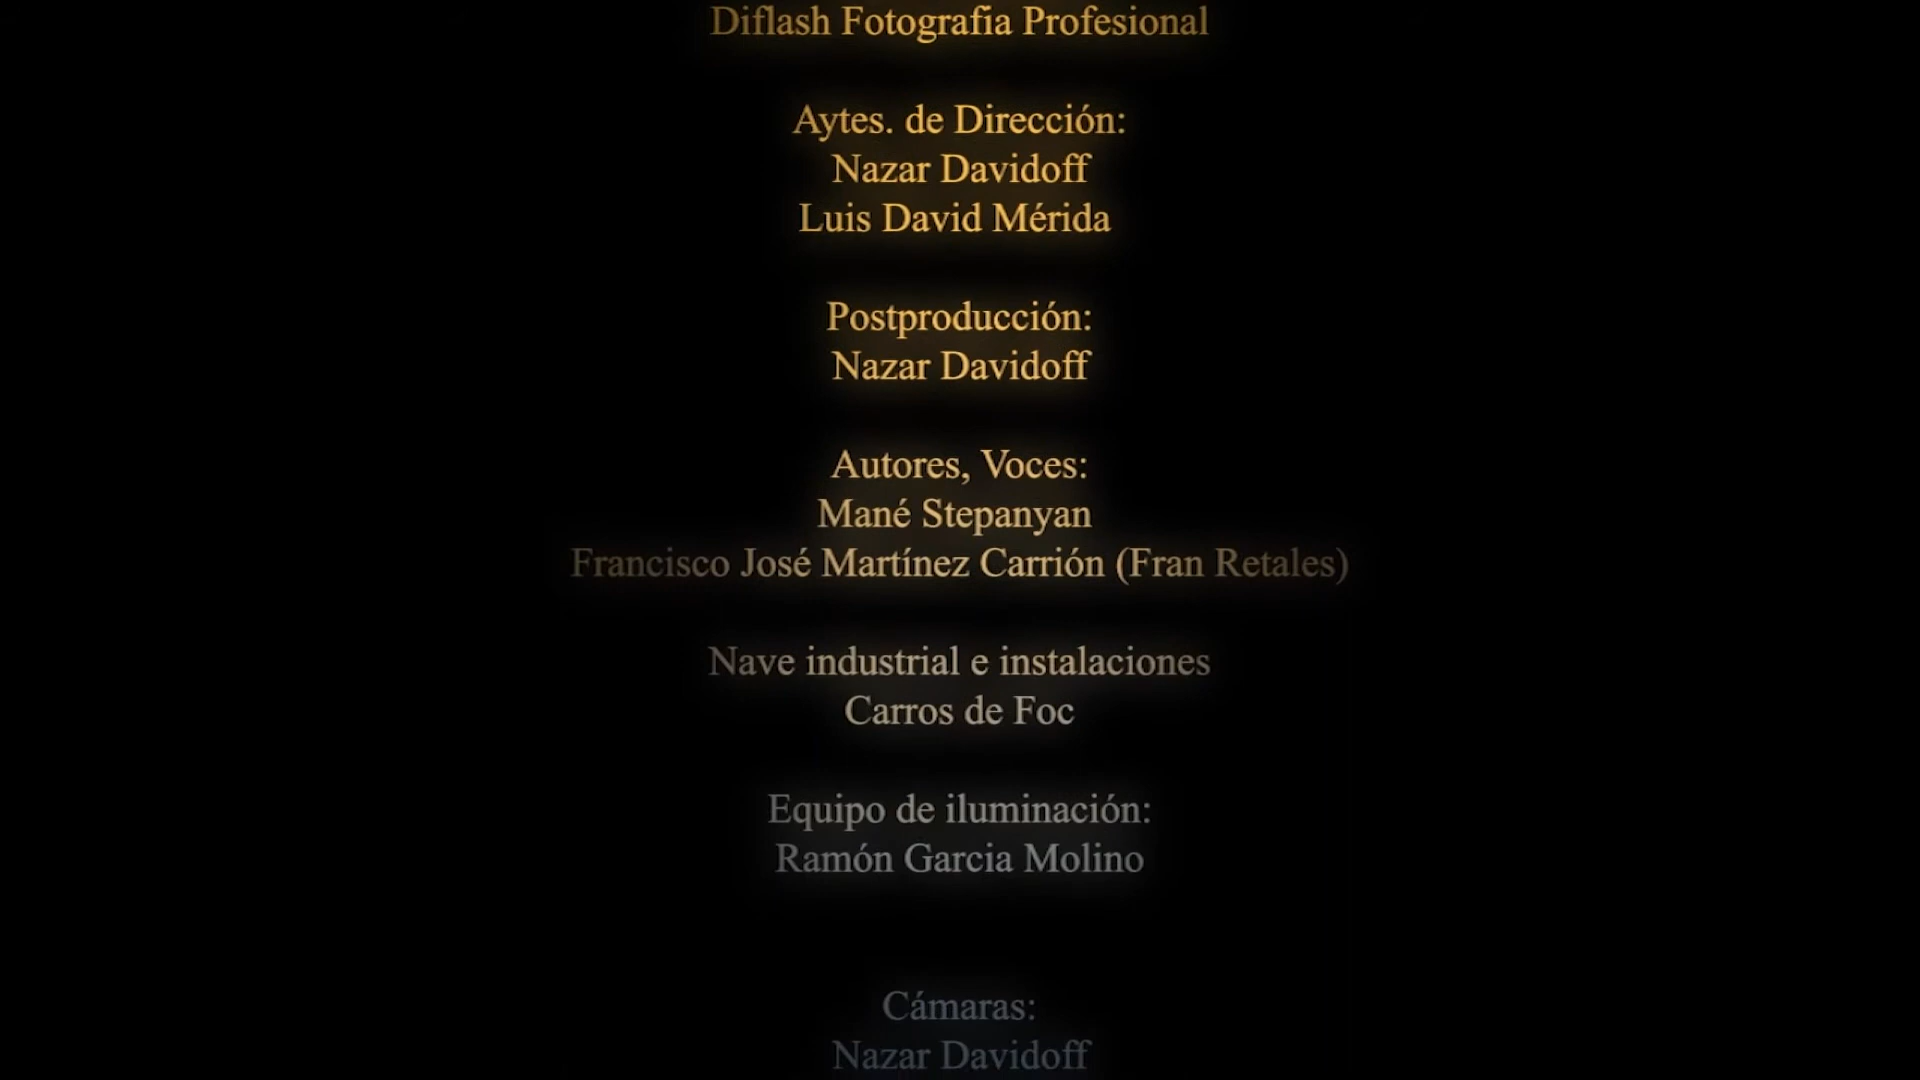 Diflash Fotografia Profesional
Aytes. de Dirección:
Nazar Davidoff
Luis David Mérida
Postproducción:
Nazar Davidoff
Autores, Voces:
Mané Stepanyan
Francisco José Martínez Carrión (Fran Retales)
Nave industrial e instalaciones
Carros de Foc
Equipo de iluminación:
Ramón Garcia Molino
Cámaras:
Nazar Davidoff